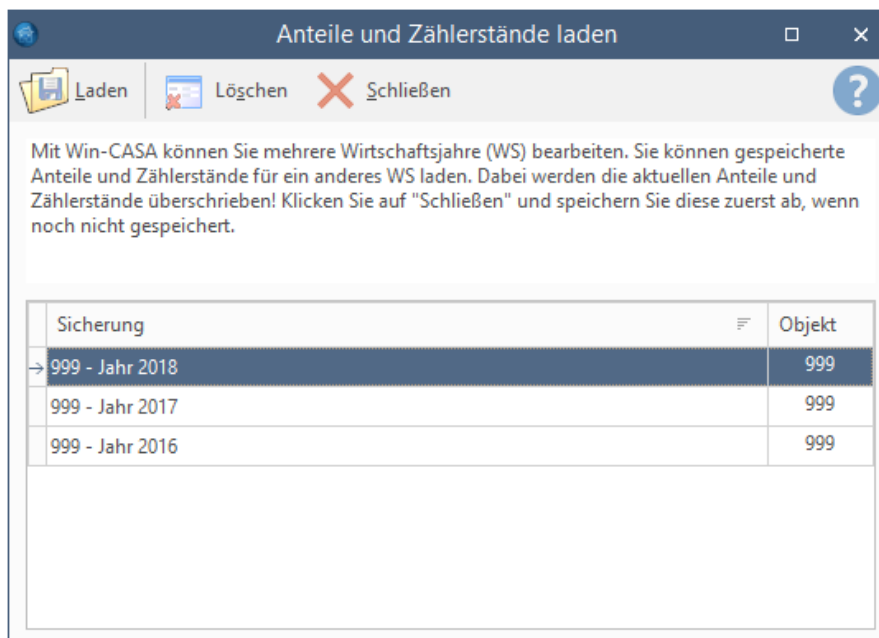 Anteile und Zählerstände laden
Laden Löschen Schließen ?
Mit Win-CASA können Sie mehrere Wirtschaftsjahre (WS) bearbeiten. Sie können gespeicherte
Anteile und Zählerstände für ein anderes WS laden. Dabei werden die aktuellen Anteile und
Zählerstände überschrieben! Klicken Sie auf "Schließen" und speichern Sie diese zuerst ab, wenn
noch nicht gespeichert.
Sicherung Objekt
999 - Jahr 2018 999
999 - Jahr 2017 999
999 - Jahr 2016 999